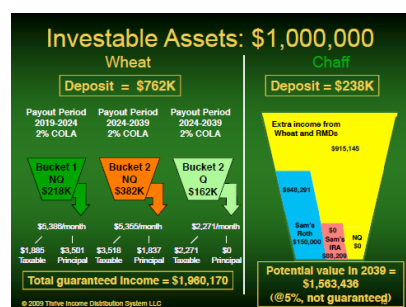 Investable Assets: $1,000,000
Wheat
Chaff
Deposit = $762K
Deposit = $238K
Payout Period
2019-2024
2% COLA
Payout Period
2024-2039
2% COLA
Payout Period
2024-2039
2% COLA
Bucket 1
NQ
$218K
Bucket 2
NQ
$382K
Bucket 2
Q
$162K
$5,386/month
$5,355/month
$2,271/month
$1,885
Taxable
$3,501
Principal
$3,518
Taxable
$1,837
Principal
$2,271
Taxable
$0
Principal
Total guaranteed Income = $1,960,170
Extra income from
Wheat and RMDs
$915,145
$648,291
Sam's
Roth
$150,000
$0
Sam's
IRA
$88,209
NQ
$0
Potential value in 2039 =
$1,563,436
(@5%, not guaranteed)
© 2009 Thrive Income Distribution System LLC